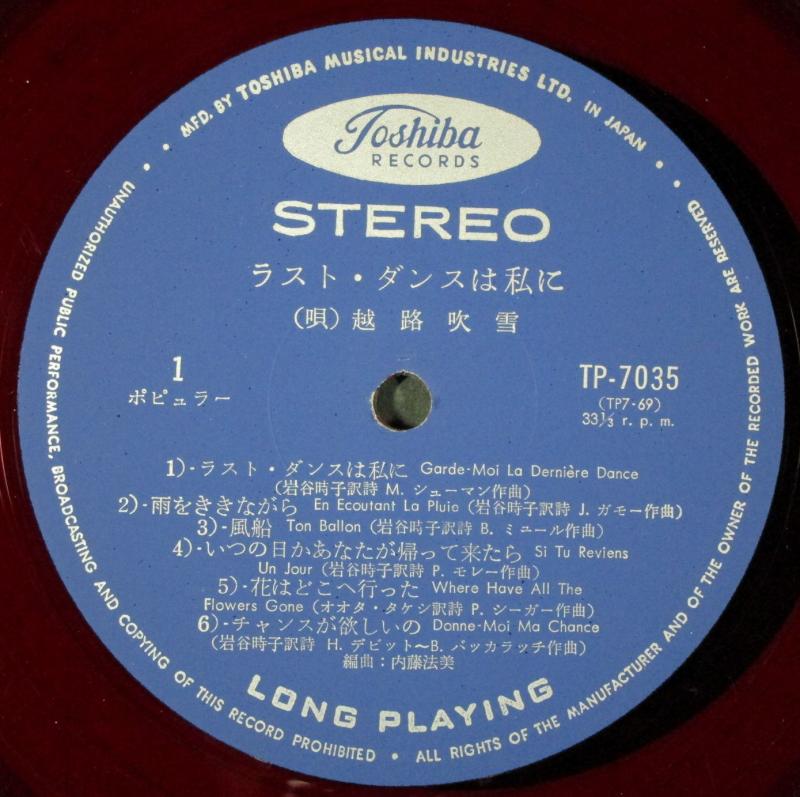 MFD. BY TOSHIBA MUSICAL INDUSTRIES LTD. IN JAPAN
Toshiba
RECORDS
STEREO
ラスト・ダンスは私に
(唄) 越路吹雪
1
ポピュラー
TP-7035
(TP7-69)
33⅓ r. p. m.
1)-ラスト・ダンスは私に Garde-Moi La Dernière Dance
(岩谷時子訳詩 M. シューマン作曲)
2)-雨をききながら En Ecoutant La Pluie (岩谷時子訳詩 J. ガモー作曲)
3)-風船 Ton Ballon (岩谷時子訳詩 B. ミユール作曲)
4)-いつの日かあなたが帰って来たら Si Tu Reviens
Un Jour (岩谷時子訳詩 P. モレー作曲)
5)-花はどこへ行った Where Have All The
Flowers Gone (オオタ・タケシ訳詩 P. シーガー作曲)
6)-チャンスが欲しいの Donne-Moi Ma Chance
(岩谷時子訳詩 H. デビット〜B. バッカラッチ作曲)
編曲：内藤法美
LONG PLAYING
UNAUTHORIZED PUBLIC PERFORMANCE, BROADCASTING AND COPYING OF THIS RECORD PROHIBITED • ALL RIGHTS OF THE MANUFACTURER AND OF THE OWNER OF THE RECORDED WORK ARE RESERVED